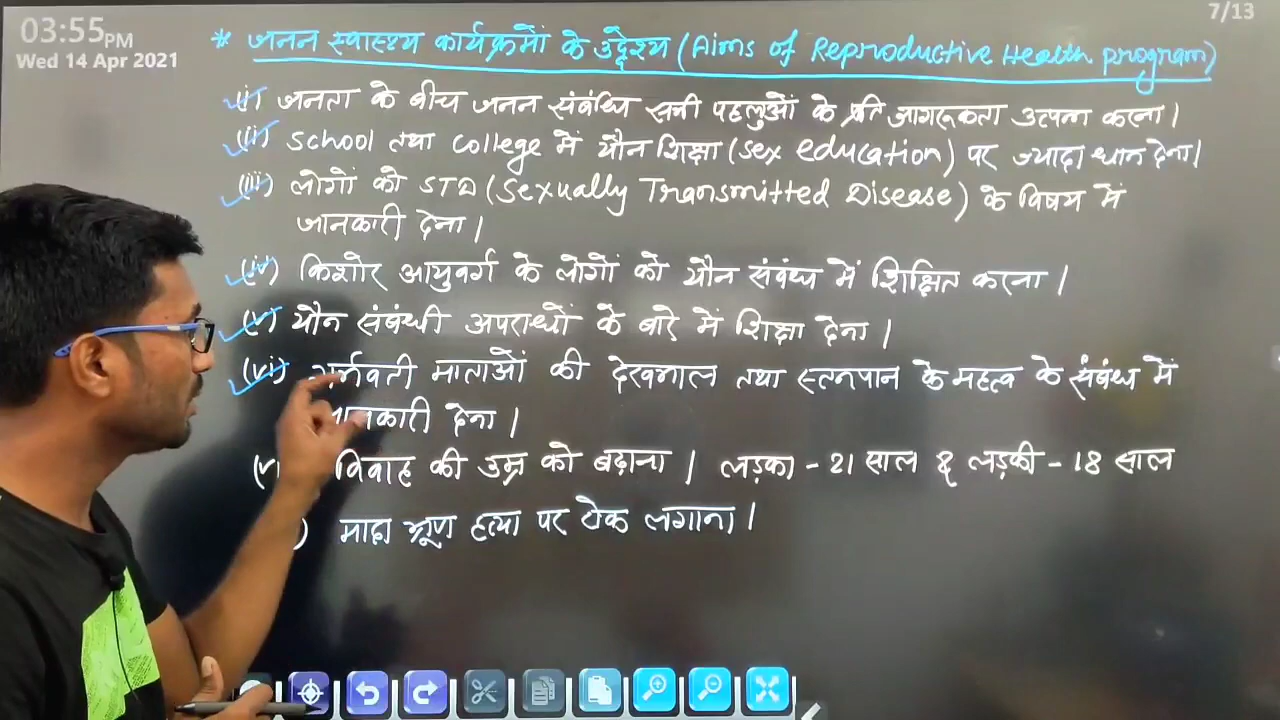 03:55PM
Wed 14 Apr 2021
7/13
* जनन स्वास्थ्य कार्यक्रमों के उद्देश्य (Aims of Reproductive Health program)
(i) जनता के बीच जनन संबंधि सभी पहलुओं के प्रति जागरूकता उत्पन्न करना।
(ii) School तथा College में यौन शिक्षा (Sex education) पर ज्यादा ध्यान देना।
(iii) लोगों को STD (Sexually Transmitted Disease) के विषय में
जानकारी देना।
(iv) किशोर आयुवर्ग के लोगों को यौन संबंध में शिक्षित करना।
(v) यौन संबंधी अपराधों के बारे में शिक्षा देना।
(vi) गर्भवती माताओं की देखभाल तथा स्तनपान के महत्व के संबंध में
जानकारी देना।
विवाह की उम्र को बढ़ाना। लड़का - 21 साल & लड़की - 18 साल
) मादा भ्रूण हत्या पर रोक लगाना।